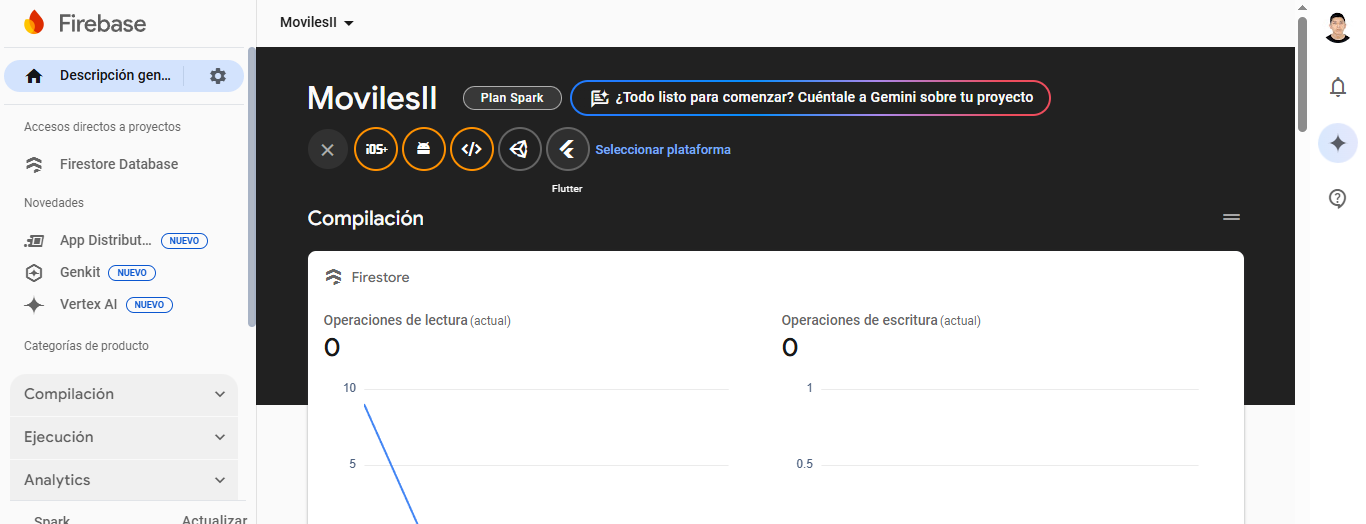 Firebase
Descripción gen...
Accesos directos a proyectos
Firestore Database
Novedades
App Distribut... NUEVO
Genkit NUEVO
Vertex AI NUEVO
Categorías de producto
Compilación
Ejecución
Analytics
Spark Actualizar
MovilesII
MovilesII Plan Spark ¿Todo listo para comenzar? Cuéntale a Gemini sobre tu proyecto
iOS+ </> Seleccionar plataforma
Flutter
Compilación
Firestore
Operaciones de lectura (actual)
0
10
5
Operaciones de escritura (actual)
0
1
0.5